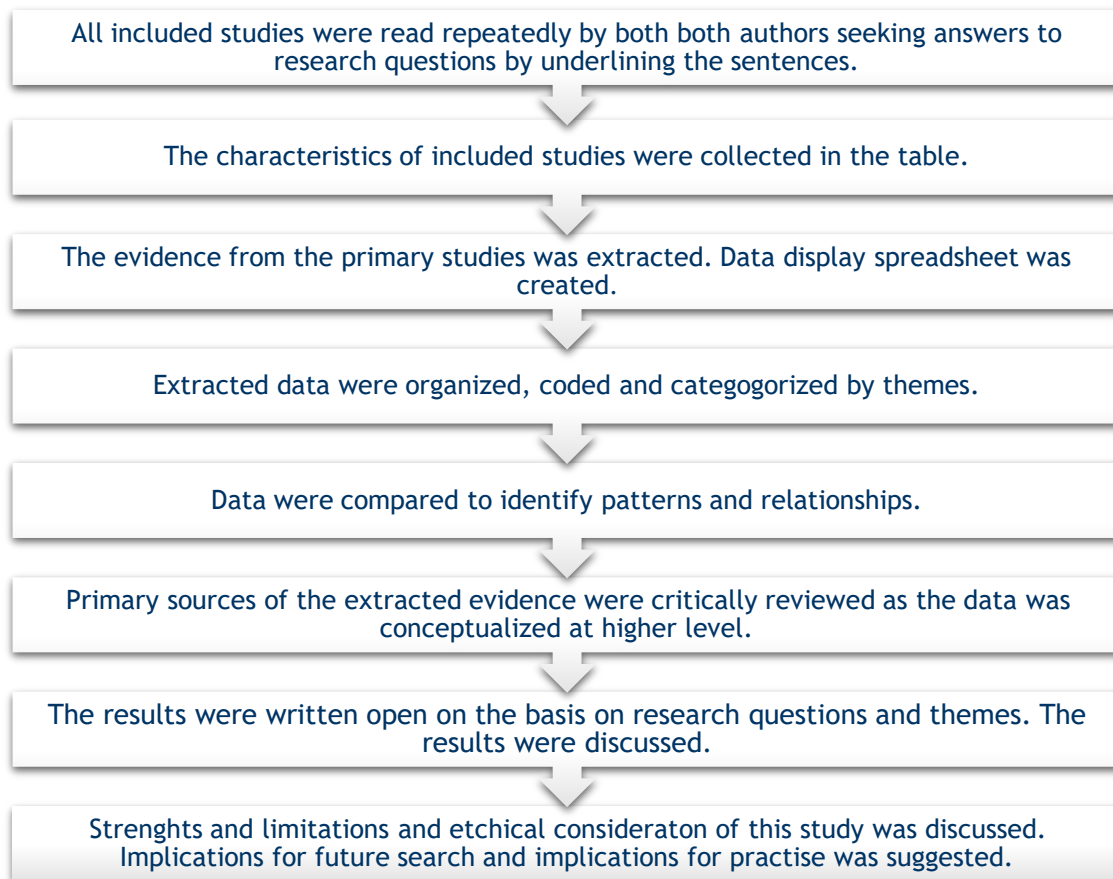 All included studies were read repeatedly by both both authors seeking answers to
research questions by underlining the sentences.
The characteristics of included studies were collected in the table.
The evidence from the primary studies was extracted. Data display spreadsheet was
created.
Extracted data were organized, coded and categogorized by themes.
Data were compared to identify patterns and relationships.
Primary sources of the extracted evidence were critically reviewed as the data was
conceptualized at higher level.
The results were written open on the basis on research questions and themes. The
results were discussed.
Strenghts and limitations and etchical consideraton of this study was discussed.
Implications for future search and implications for practise was suggested.